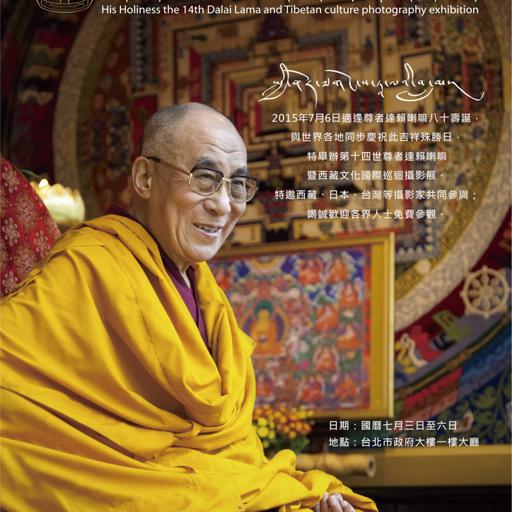 His Holiness the 14th Dalai Lama and Tibetan culture photography exhibition
2015年7月6日適逢尊者達賴喇嘛八十壽誕，
與世界各地同步慶祝此吉祥殊勝日，
特舉辦第十四世尊者達賴喇嘛
暨西藏文化國際巡迴攝影展。
特邀西藏、日本、台灣等攝影家共同參與；
竭誠歡迎各界人士免費參觀。
日期：國曆七月三日至六日
地點：台北市政府大樓一樓大廳